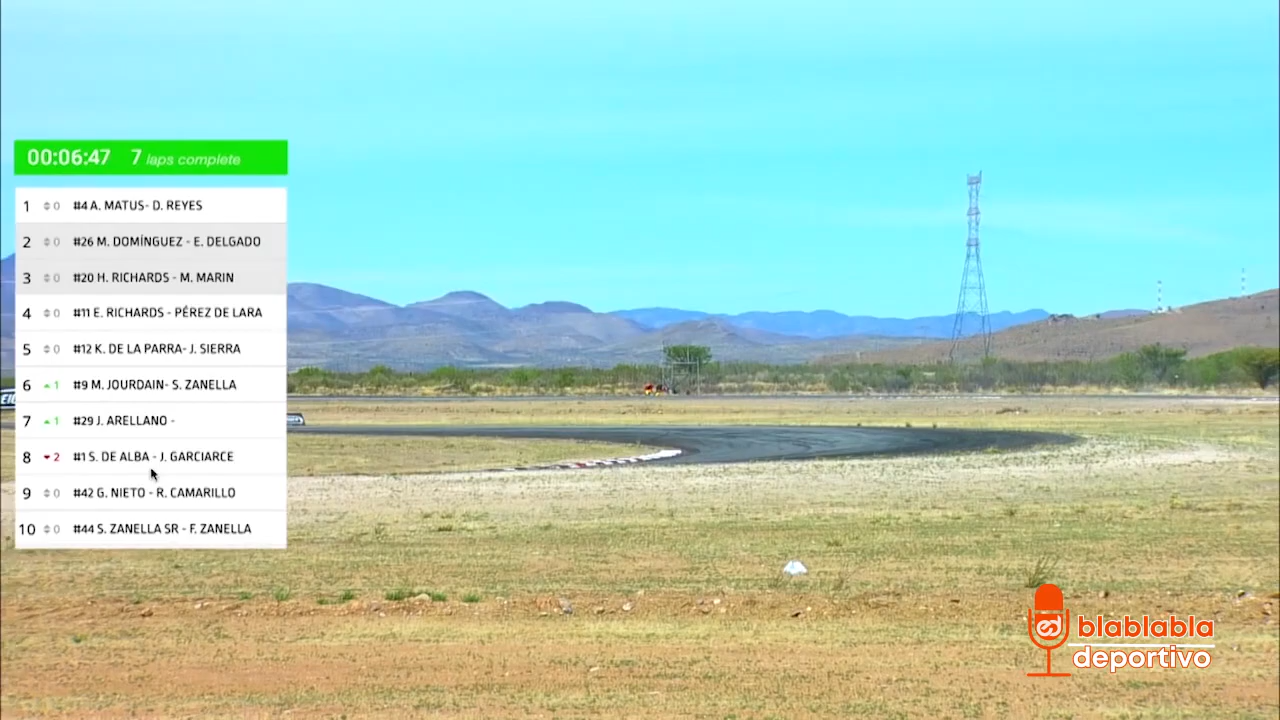 00:06:47 7 laps complete
1 0 #4 A. MATUS- D. REYES
2 0 #26 M. DOMÍNGUEZ - E. DELGADO
3 0 #20 H. RICHARDS - M. MARIN
4 0 #11 E. RICHARDS - PÉREZ DE LARA
5 0 #12 K. DE LA PARRA- J. SIERRA
6 1 #9 M. JOURDAIN- S. ZANELLA
7 1 #29 J. ARELLANO -
8 2 #1 S. DE ALBA - J. GARCIARCE
9 0 #42 G. NIETO - R. CAMARILLO
10 0 #44 S. ZANELLA SR - F. ZANELLA
blablabla
deportivo